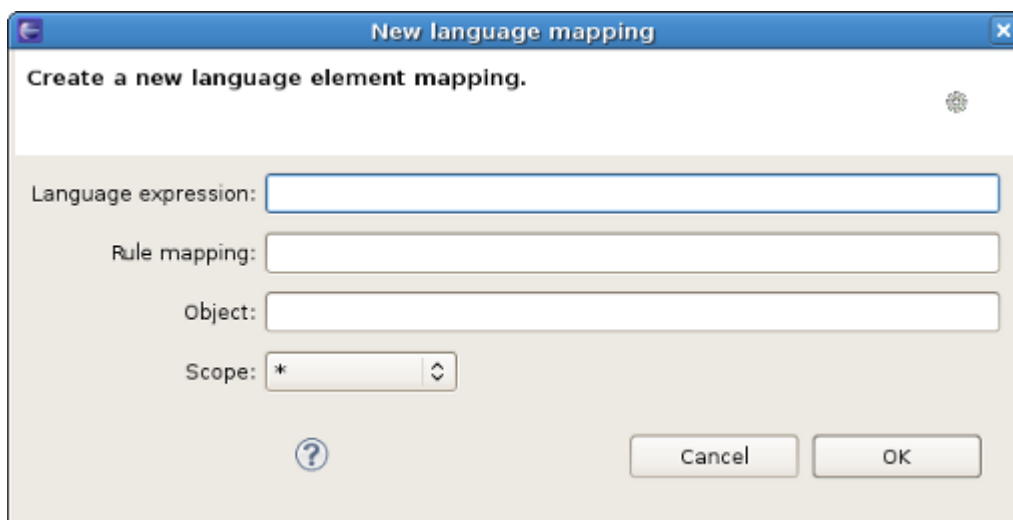 New language mapping
Create a new language element mapping.
Language expression:
Rule mapping:
Object:
Scope: *
Cancel OK